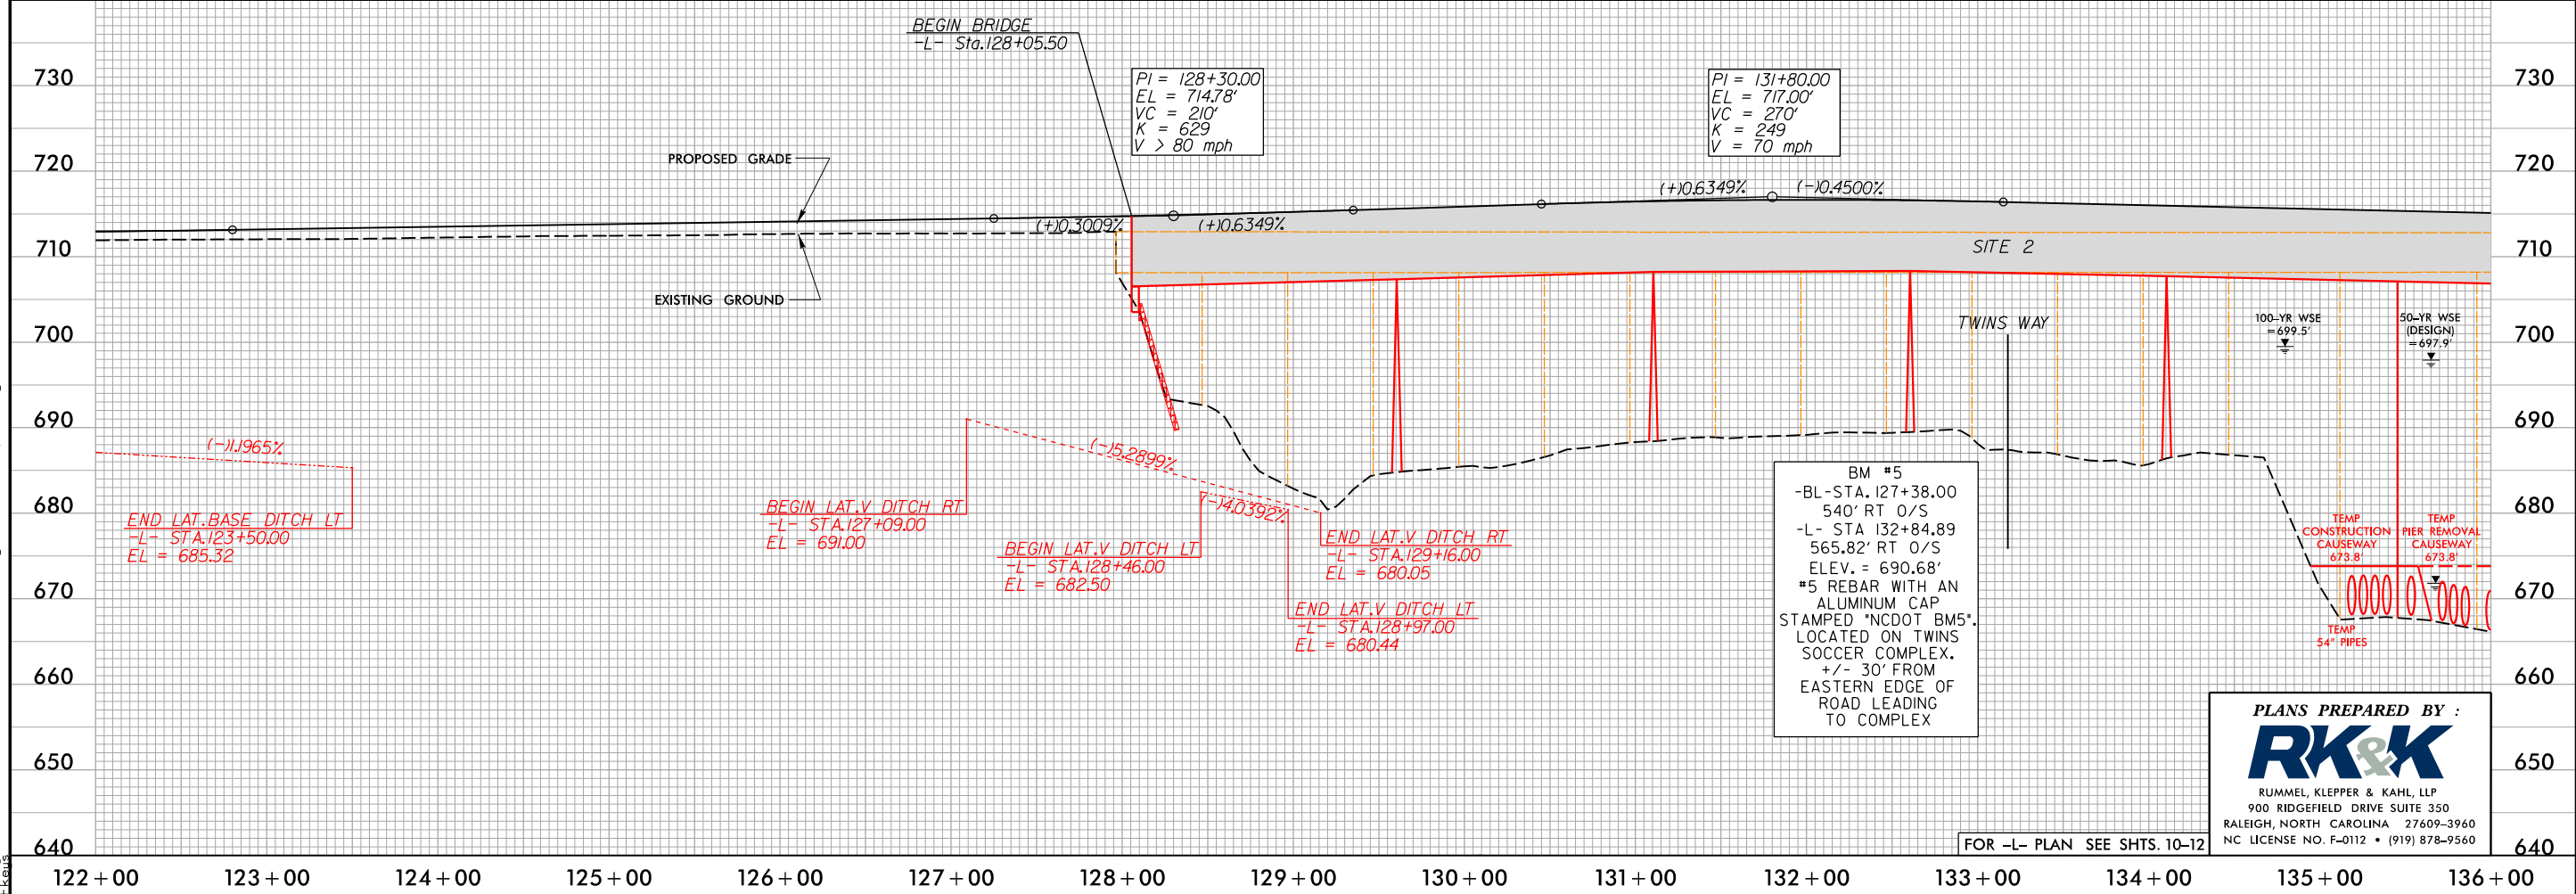 BEGIN BRIDGE
-L- Sta.128+05.50
PI = 128+30.00
EL = 714.78'
VC = 210'
K = 629
V > 80 mph
PI = 131+80.00
EL = 717.00'
VC = 270'
K = 249
V = 70 mph
730
730
720
720
PROPOSED GRADE
(+)0.6349%
(-)0.4500%
(+)0.3009%
(+)0.6349%
710
SITE 2
710
EXISTING GROUND
700
TWINS WAY
100-YR WSE
=699.5'
50-YR WSE
(DESIGN)
=697.9'
700
690
690
(-)1.1965%
(-)5.2899%
END LAT.BASE DITCH LT
-L- STA.123+50.00
EL = 685.32
BEGIN LAT.V DITCH RT
-L- STA.127+09.00
EL = 691.00
(-)4.0392%
BEGIN LAT.V DITCH LT
-L- STA.128+46.00
EL = 682.50
END LAT.V DITCH RT
-L- STA.129+16.00
EL = 680.05
END LAT.V DITCH LT
-L- STA.128+97.00
EL = 680.44
BM #5
-BL-STA. 127+38.00
540' RT O/S
-L- STA 132+84.89
565.82' RT O/S
ELEV. = 690.68'
#5 REBAR WITH AN
ALUMINUM CAP
STAMPED "NCDOT BM5".
LOCATED ON TWINS
SOCCER COMPLEX.
+/- 30' FROM
EASTERN EDGE OF
ROAD LEADING
TO COMPLEX
680
680
TEMP
CONSTRUCTION
CAUSEWAY
673.8'
TEMP
PIER REMOVAL
CAUSEWAY
673.8'
670
670
TEMP
54" PIPES
660
660
650
650
640
640
PLANS PREPARED BY :
RK&K
RUMMEL, KLEPPER & KAHL, LLP
900 RIDGEFIELD DRIVE SUITE 350
RALEIGH, NORTH CAROLINA 27609-3960
NC LICENSE NO. F-0112 • (919) 878-9560
FOR -L- PLAN SEE SHTS. 10-12
122+00
123+00
124+00
125+00
126+00
127+00
128+00
129+00
130+00
131+00
132+00
133+00
134+00
135+00
136+00